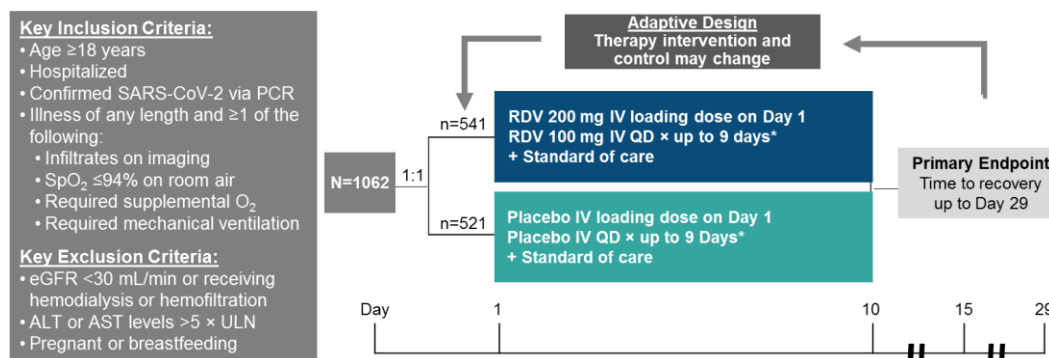 Key Inclusion Criteria:
• Age ≥18 years
• Hospitalized
• Confirmed SARS-CoV-2 via PCR
• Illness of any length and ≥1 of the
following:
• Infiltrates on imaging
• SpO₂ ≤94% on room air
• Required supplemental O₂
• Required mechanical ventilation
Key Exclusion Criteria:
• eGFR <30 mL/min or receiving
hemodialysis or hemofiltration
• ALT or AST levels >5 × ULN
• Pregnant or breastfeeding
Adaptive Design
Therapy intervention and
control may change
N=1062
1:1
n=541
RDV 200 mg IV loading dose on Day 1
RDV 100 mg IV QD × up to 9 days*
+ Standard of care
n=521
Placebo IV loading dose on Day 1
Placebo IV QD × up to 9 Days*
+ Standard of care
Primary Endpoint
Time to recovery
up to Day 29
Day 1 10 15 29